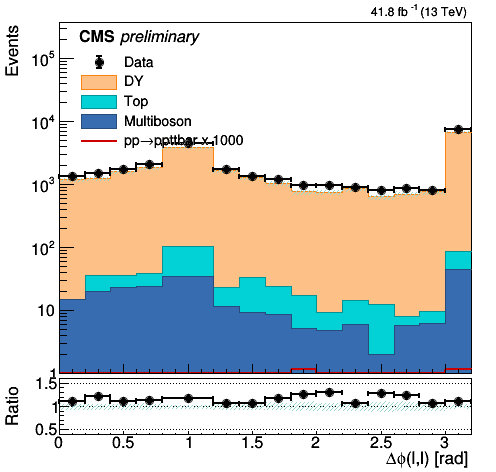 41.8 fb⁻¹ (13 TeV)
CMS preliminary
Data
DY
Top
Multiboson
pp→ppttbar x 1000
Events
10⁵
10⁴
10³
10²
10
1
Ratio
1.5
1
0.5
0 0.5 1 1.5 2 2.5 3
Δϕ(l,l) [rad]